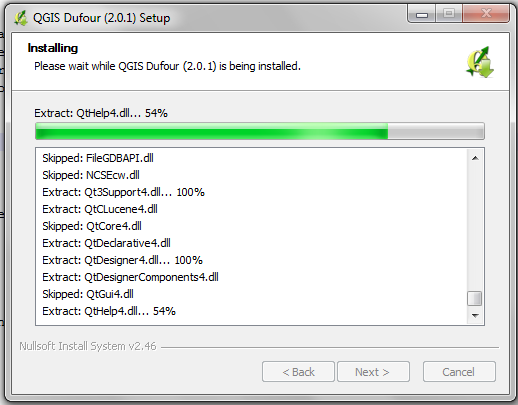 QGIS Dufour (2.0.1) Setup
Installing
Please wait while QGIS Dufour (2.0.1) is being installed.
Extract: QtHelp4.dll... 54%
Skipped: FileGDBAPI.dll
Skipped: NCSEcw.dll
Extract: Qt3Support4.dll... 100%
Extract: QtCLucene4.dll
Skipped: QtCore4.dll
Extract: QtDeclarative4.dll
Extract: QtDesigner4.dll... 100%
Extract: QtDesignerComponents4.dll
Skipped: QtGui4.dll
Extract: QtHelp4.dll... 54%
Nullsoft Install System v2.46
< Back
Next >
Cancel